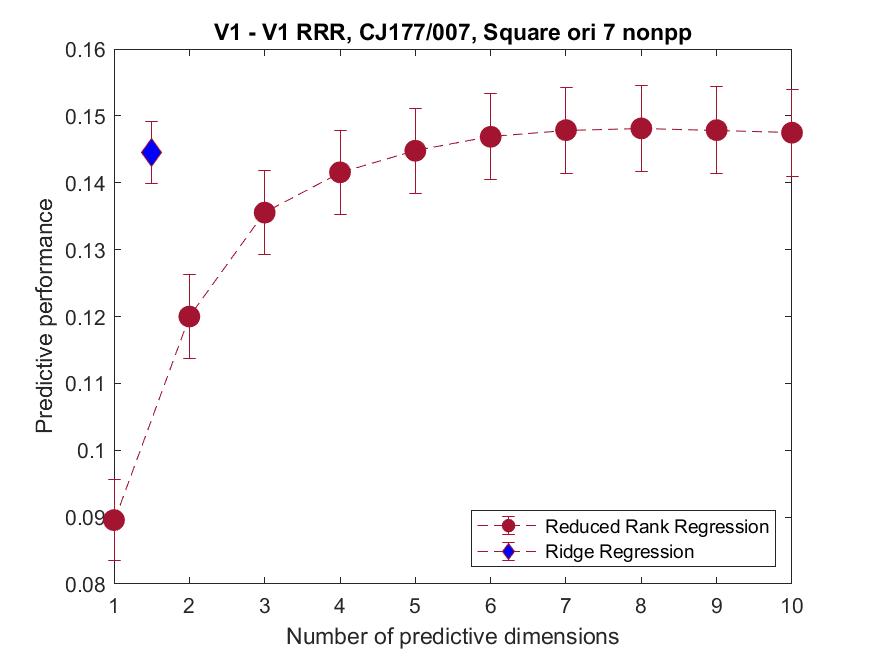 V1 - V1 RRR, CJ177/007, Square ori 7 nonpp
0.16
0.15
0.14
0.13
0.12
0.11
0.1
0.09
0.08
Predictive performance
Reduced Rank Regression
Ridge Regression
1 2 3 4 5 6 7 8 9 10
Number of predictive dimensions